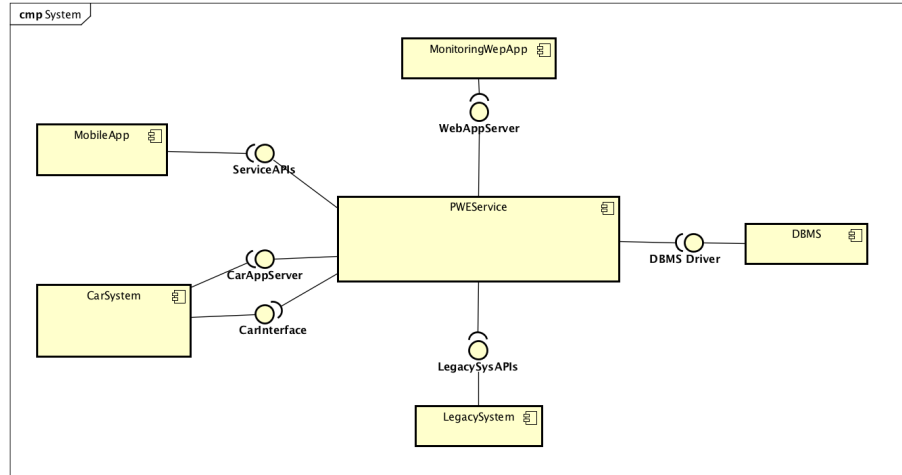 cmp System
MonitoringWepApp
WebAppServer
MobileApp
ServiceAPIs
PWEService
DBMS
DBMS Driver
CarAppServer
CarSystem
CarInterface
LegacySysAPIs
LegacySystem